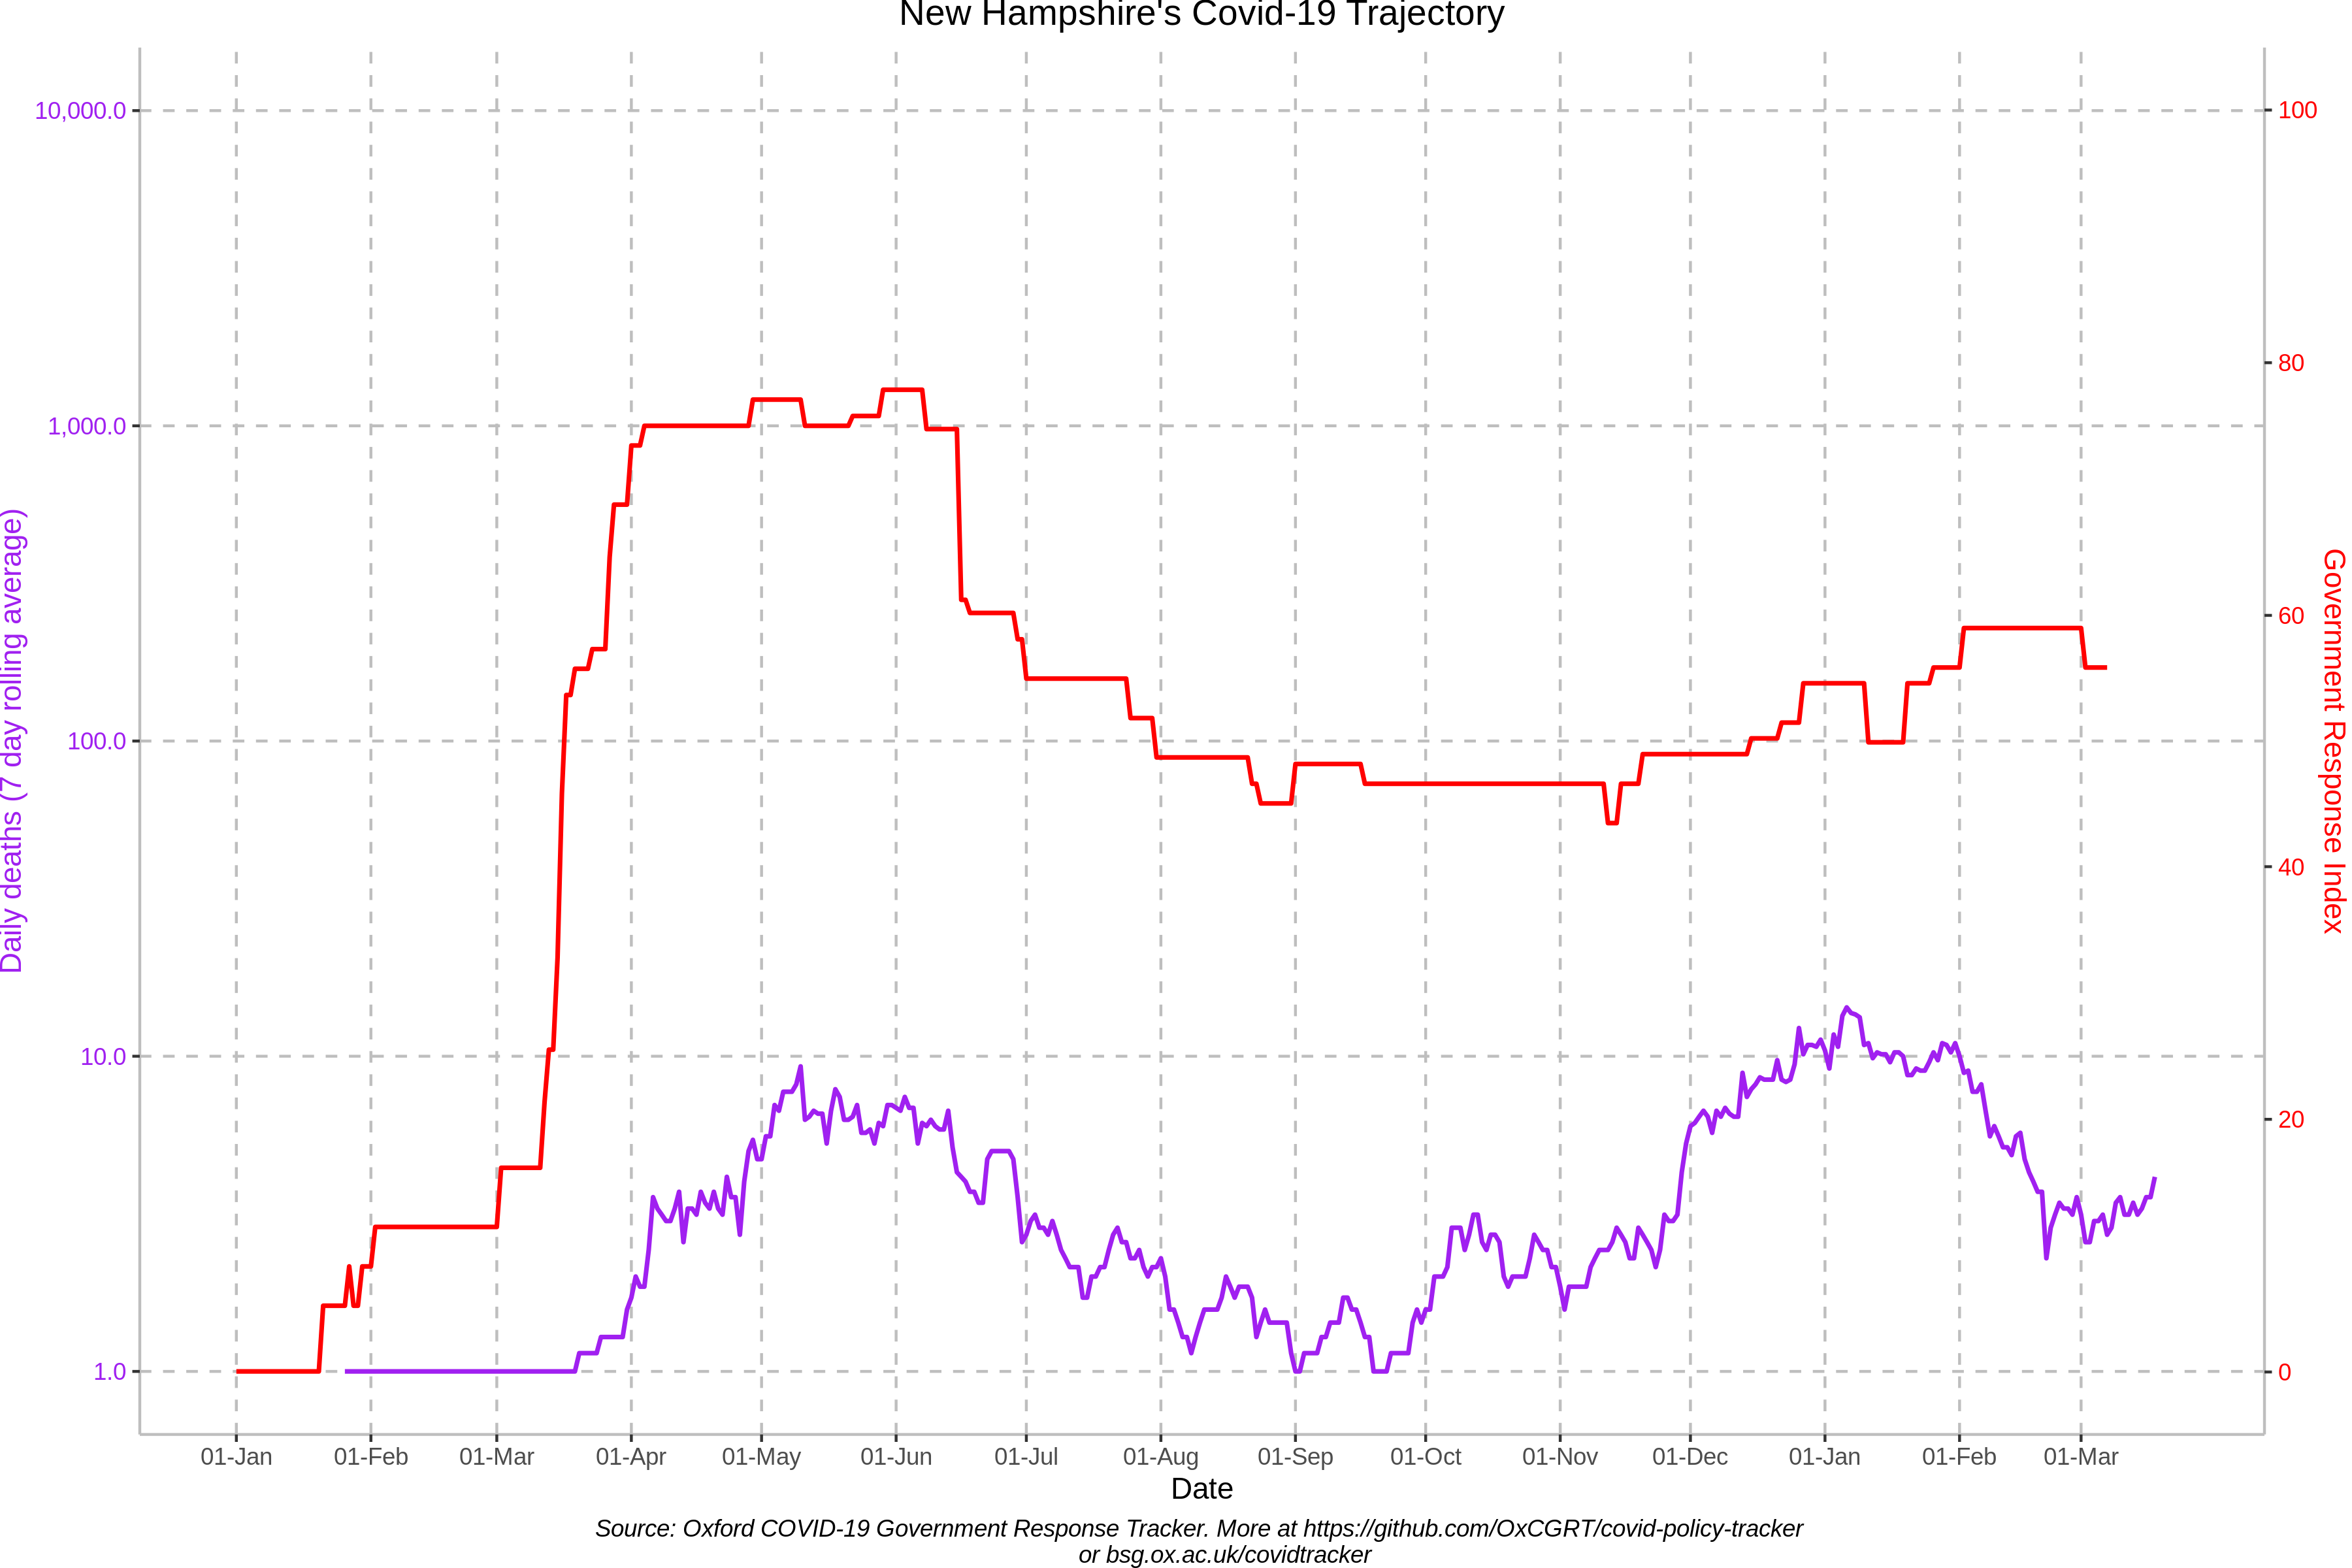 New Hampshire's Covid-19 Trajectory
10,000.0
1,000.0
100.0
10.0
1.0
Daily deaths (7 day rolling average)
100
80
60
40
20
0
Government Response Index
01-Jan 01-Feb 01-Mar 01-Apr 01-May 01-Jun 01-Jul 01-Aug 01-Sep 01-Oct 01-Nov 01-Dec 01-Jan 01-Feb 01-Mar
Date
Source: Oxford COVID-19 Government Response Tracker. More at https://github.com/OxCGRT/covid-policy-tracker
or bsg.ox.ac.uk/covidtracker